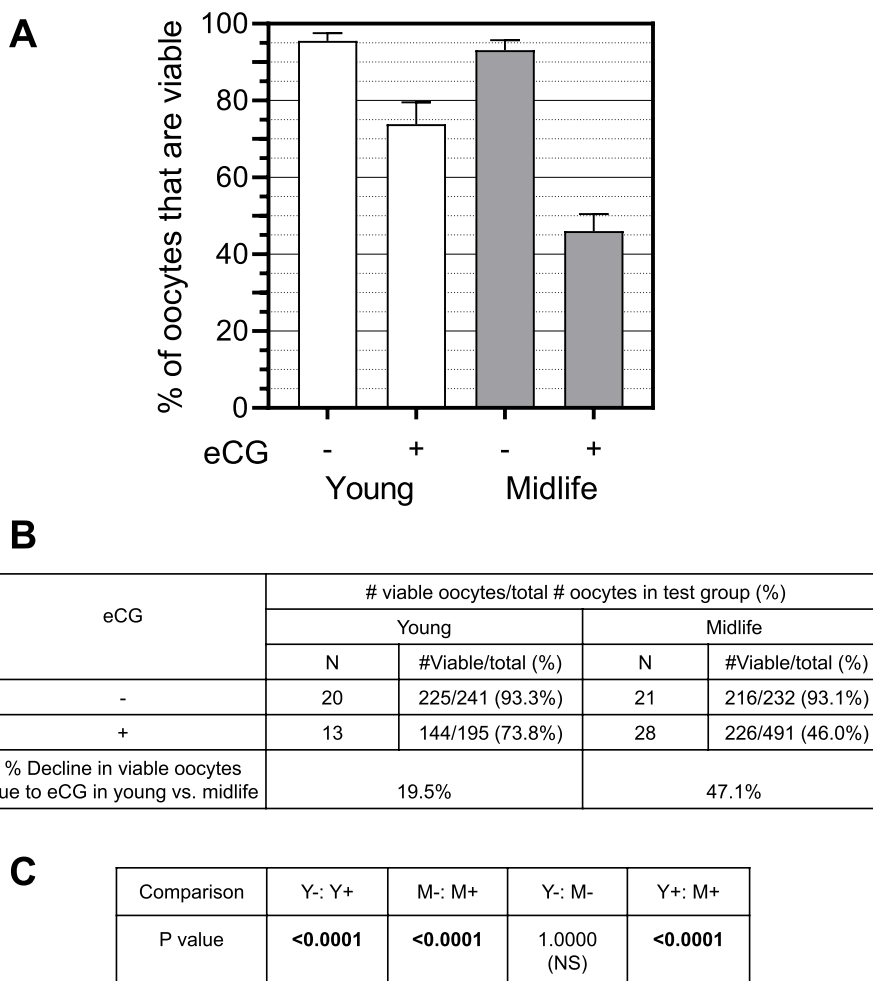 A
% of oocytes that are viable
100
80
60
40
20
0
eCG - + - +
Young Midlife
B
eCG
# viable oocytes/total # oocytes in test group (%)
Young Midlife
N #Viable/total (%) N #Viable/total (%)
- 20 225/241 (93.3%) 21 216/232 (93.1%)
+ 13 144/195 (73.8%) 28 226/491 (46.0%)
% Decline in viable oocytes
ue to eCG in young vs. midlife 19.5% 47.1%
C
Comparison Y-: Y+ M-: M+ Y-: M- Y+: M+
P value <0.0001 <0.0001 1.0000 <0.0001
(NS)